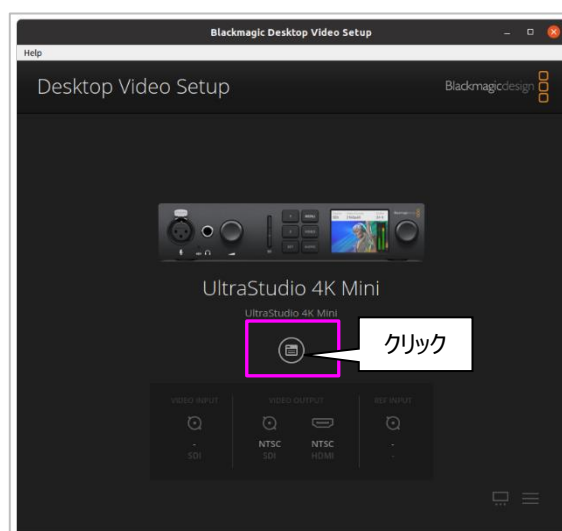 Blackmagic Desktop Video Setup
Help
Desktop Video Setup
Blackmagicdesign
MENU
UltraStudio 4K Mini
UltraStudio 4K Mini
クリック
VIDEO INPUT VIDEO OUTPUT REF INPUT
- NTSC NTSC -
SDI SDI HDMI -